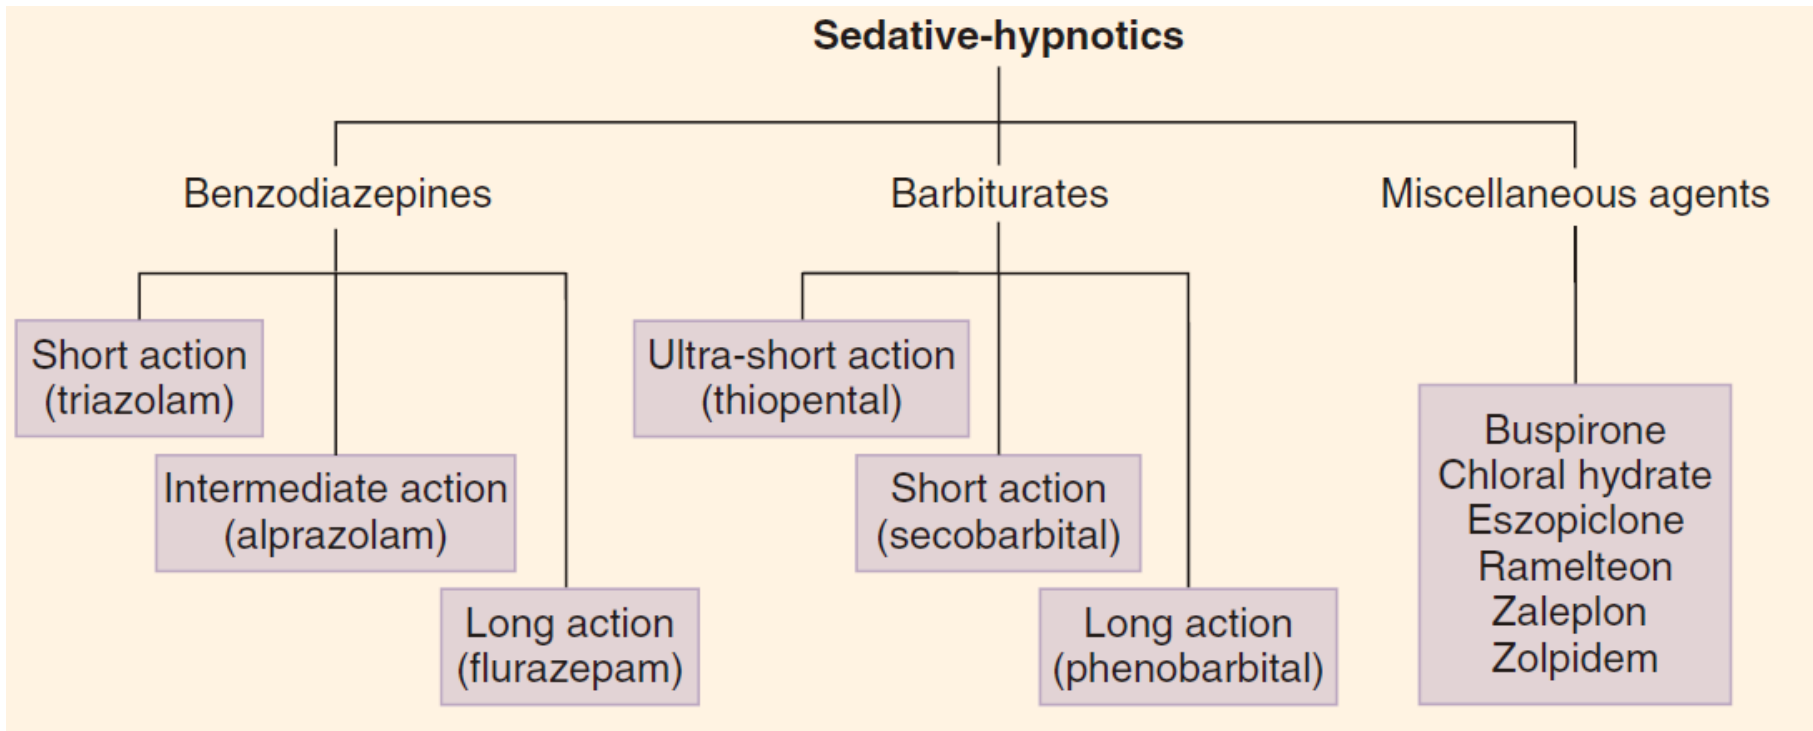 Sedative-hypnotics
Benzodiazepines
Barbiturates
Miscellaneous agents
Short action
(triazolam)
Intermediate action
(alprazolam)
Long action
(flurazepam)
Ultra-short action
(thiopental)
Short action
(secobarbital)
Long action
(phenobarbital)
Buspirone
Chloral hydrate
Eszopiclone
Ramelteon
Zaleplon
Zolpidem